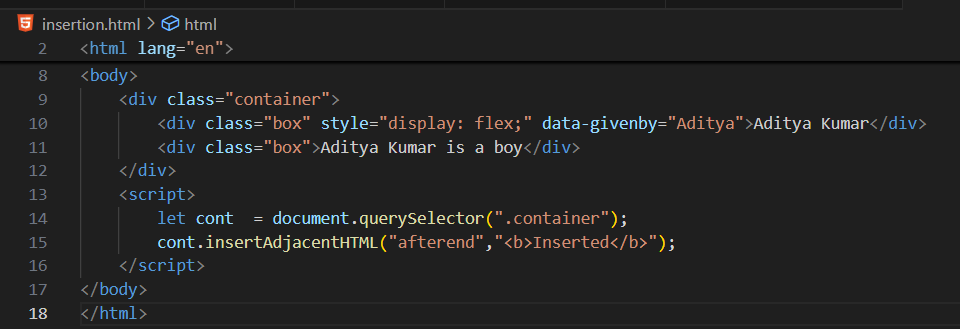 insertion.html > html
2 <html lang="en">
8 <body>
9 <div class="container">
10 <div class="box" style="display: flex;" data-givenby="Aditya">Aditya Kumar</div>
11 <div class="box">Aditya Kumar is a boy</div>
12 </div>
13 <script>
14 let cont  = document.querySelector(".container");
15 cont.insertAdjacentHTML("afterend","<b>Inserted</b>");
16 </script>
17 </body>
18 </html>